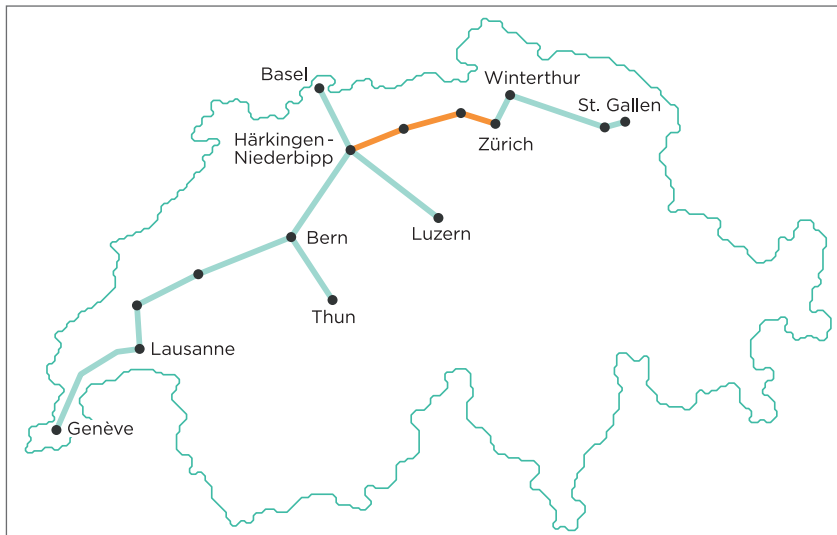 Basel
Winterthur
St. Gallen
Härkingen-
Niederbipp
Zürich
Luzern
Bern
Thun
Lausanne
Genève